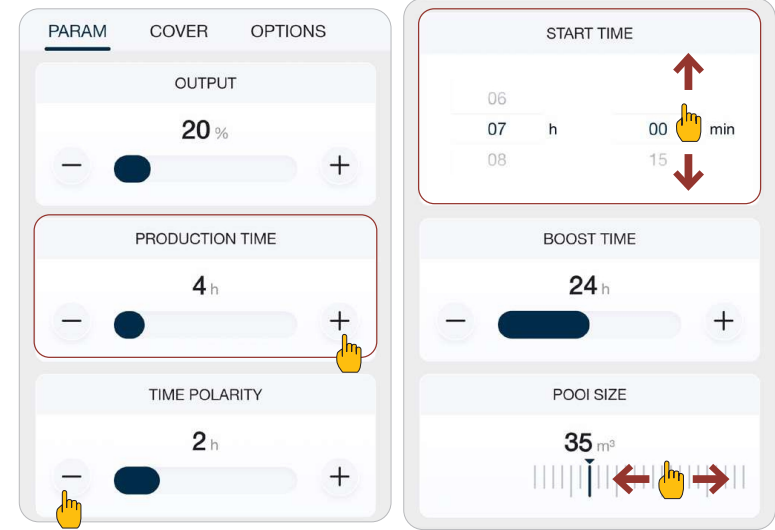 PARAM COVER OPTIONS
OUTPUT
20 %
− +
PRODUCTION TIME
4 h
− +
TIME POLARITY
2 h
− +
START TIME
06
07 h 00 min
08 15
BOOST TIME
24 h
− +
POOl SIZE
35 m³